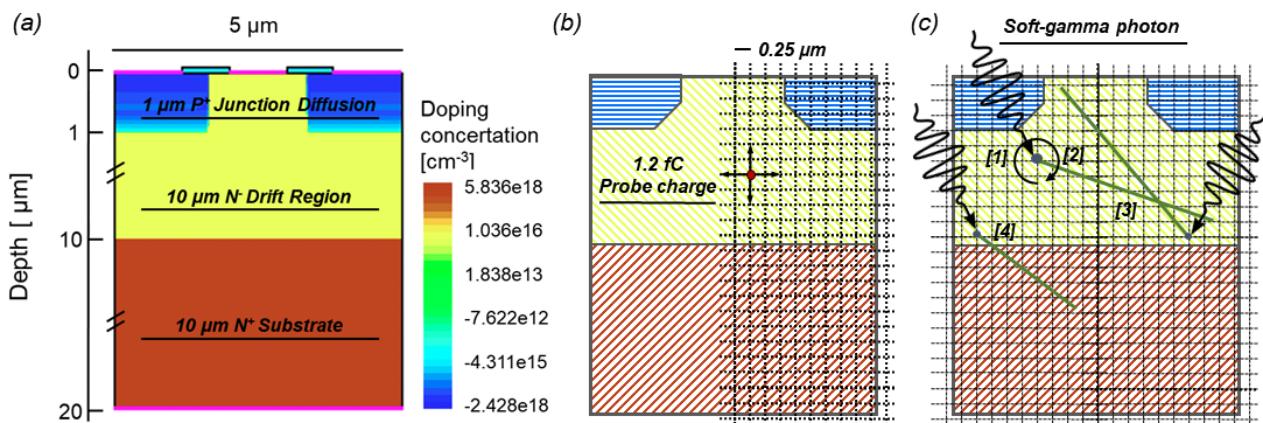 (a)
5 µm
0
1 µm P⁺ Junction Diffusion
1
10 µm N⁻ Drift Region
10
10 µm N⁺ Substrate
20
Depth [ µm]
Doping
concertation
[cm⁻³]
5.836e18
1.036e16
1.838e13
-7.622e12
-4.311e15
-2.428e18
(b)
0.25 µm
1.2 fC
Probe charge
(c)
Soft-gamma photon
[1]
[2]
[3]
[4]